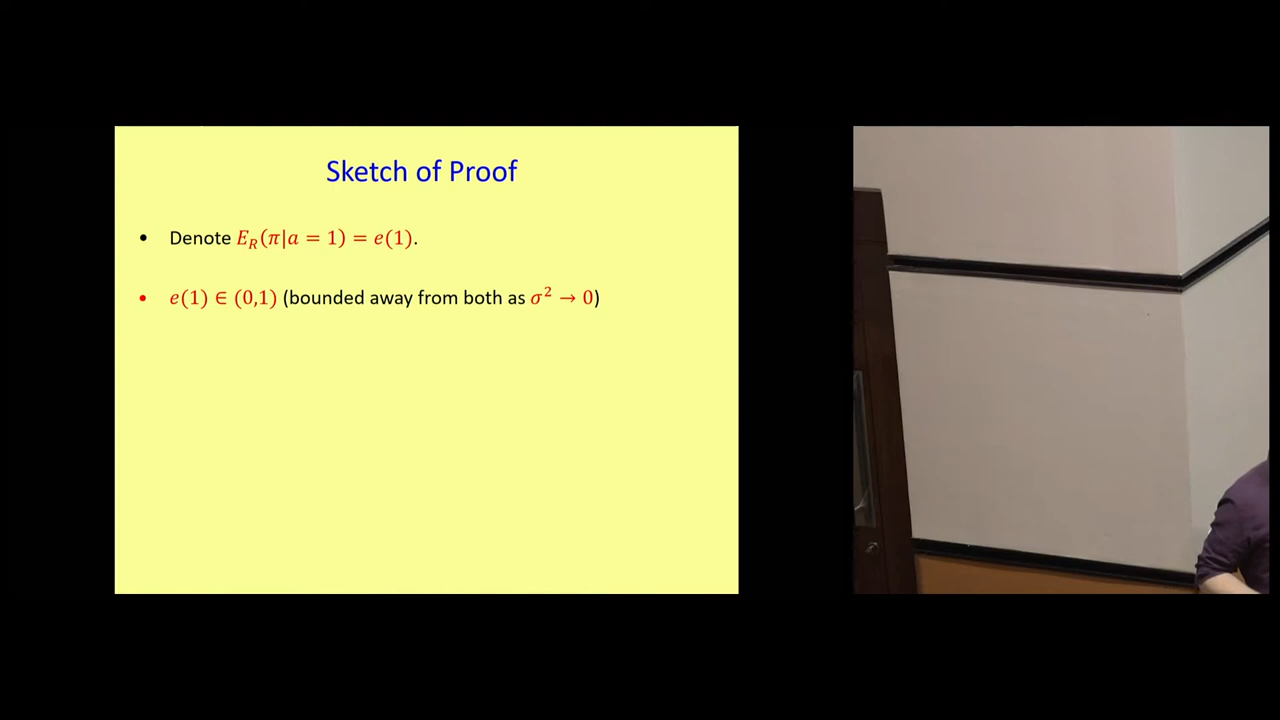 Sketch of Proof
• Denote E_R(π|a = 1) = e(1).
• e(1) ∈ (0,1) (bounded away from both as σ² → 0)